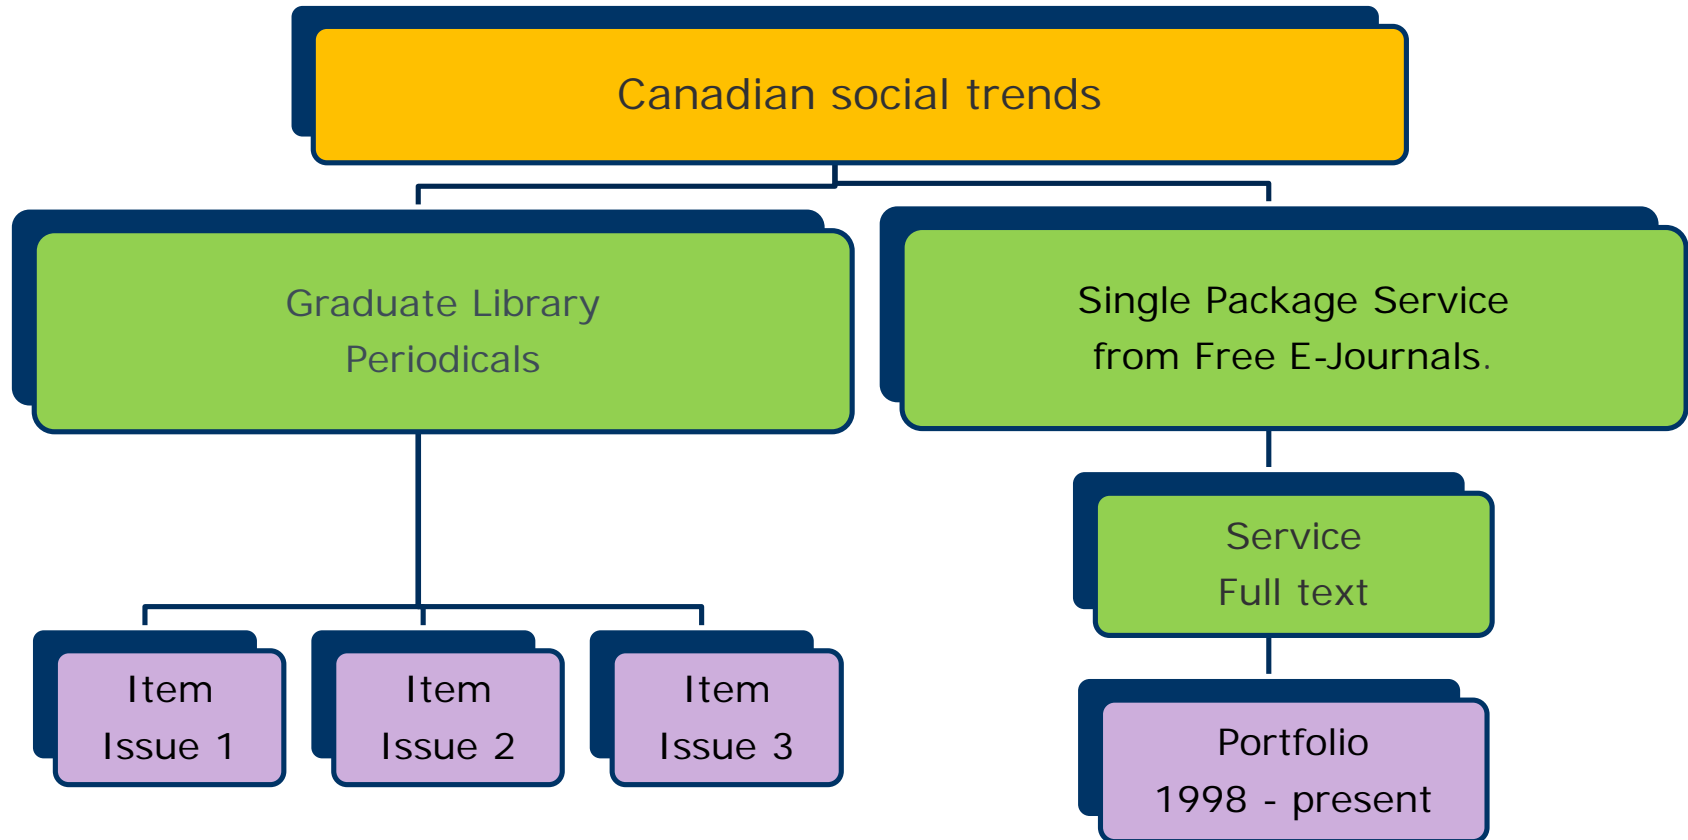 Canadian social trends
Graduate Library
Periodicals
Single Package Service
from Free E-Journals.
Service
Full text
Item
Issue 1
Item
Issue 2
Item
Issue 3
Portfolio
1998 - present